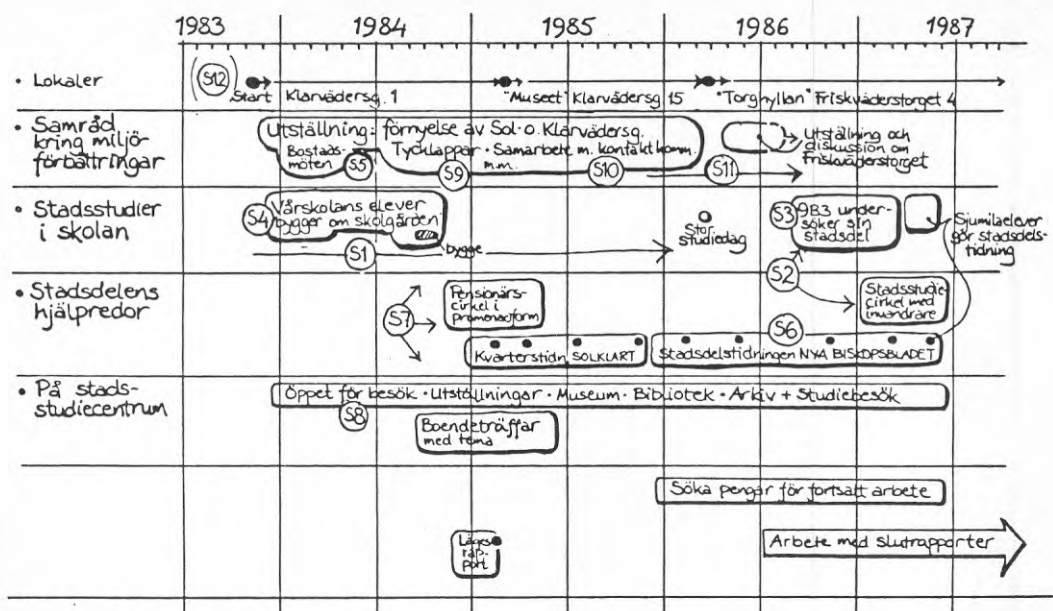 1983 1984 1985 1986 1987
• Lokaler
(S12)
Start Klarvädersg. 1
"Museet" Klarvädersg 15
"Torghyllan" Friskväderstorget 4
• Samråd
kring miljö-
förbättringar
Utställning: förnyelse av Sol- o. Klarvädersg.
Bostads-
möten
Tycklappar · Samarbete m. kontaktkomm.
m.m.
S5
S9
S10
S11
Utställning och
diskussion om
Friskväderstorget
• Stadsstudier
i skolan
S4
Vårskolans elever
bygger om skolgården
bygge
S1
Stor
studiedag
S3
9B3 under-
söker sin
stadsdel
Sjumilaelever
gör stadsdels-
tidning
• Stadsdelens
hjälpredor
S7
Pensionärs-
cirkel i
promenadform
S2
Stadsstudie
cirkel med
invandrare
S6
Kvarterstidn. SOLKLART
Stadsdelstidningen NYA BISKOPSBLADET
• På stads-
studiecentrum
Öppet för besök · Utställningar · Museum · Bibliotek · Arkiv + Studiebesök
S8
Boendeträffar
med tema
Söka pengar för fortsatt arbete
Läges
rap-
port
Arbete med slutrapporter